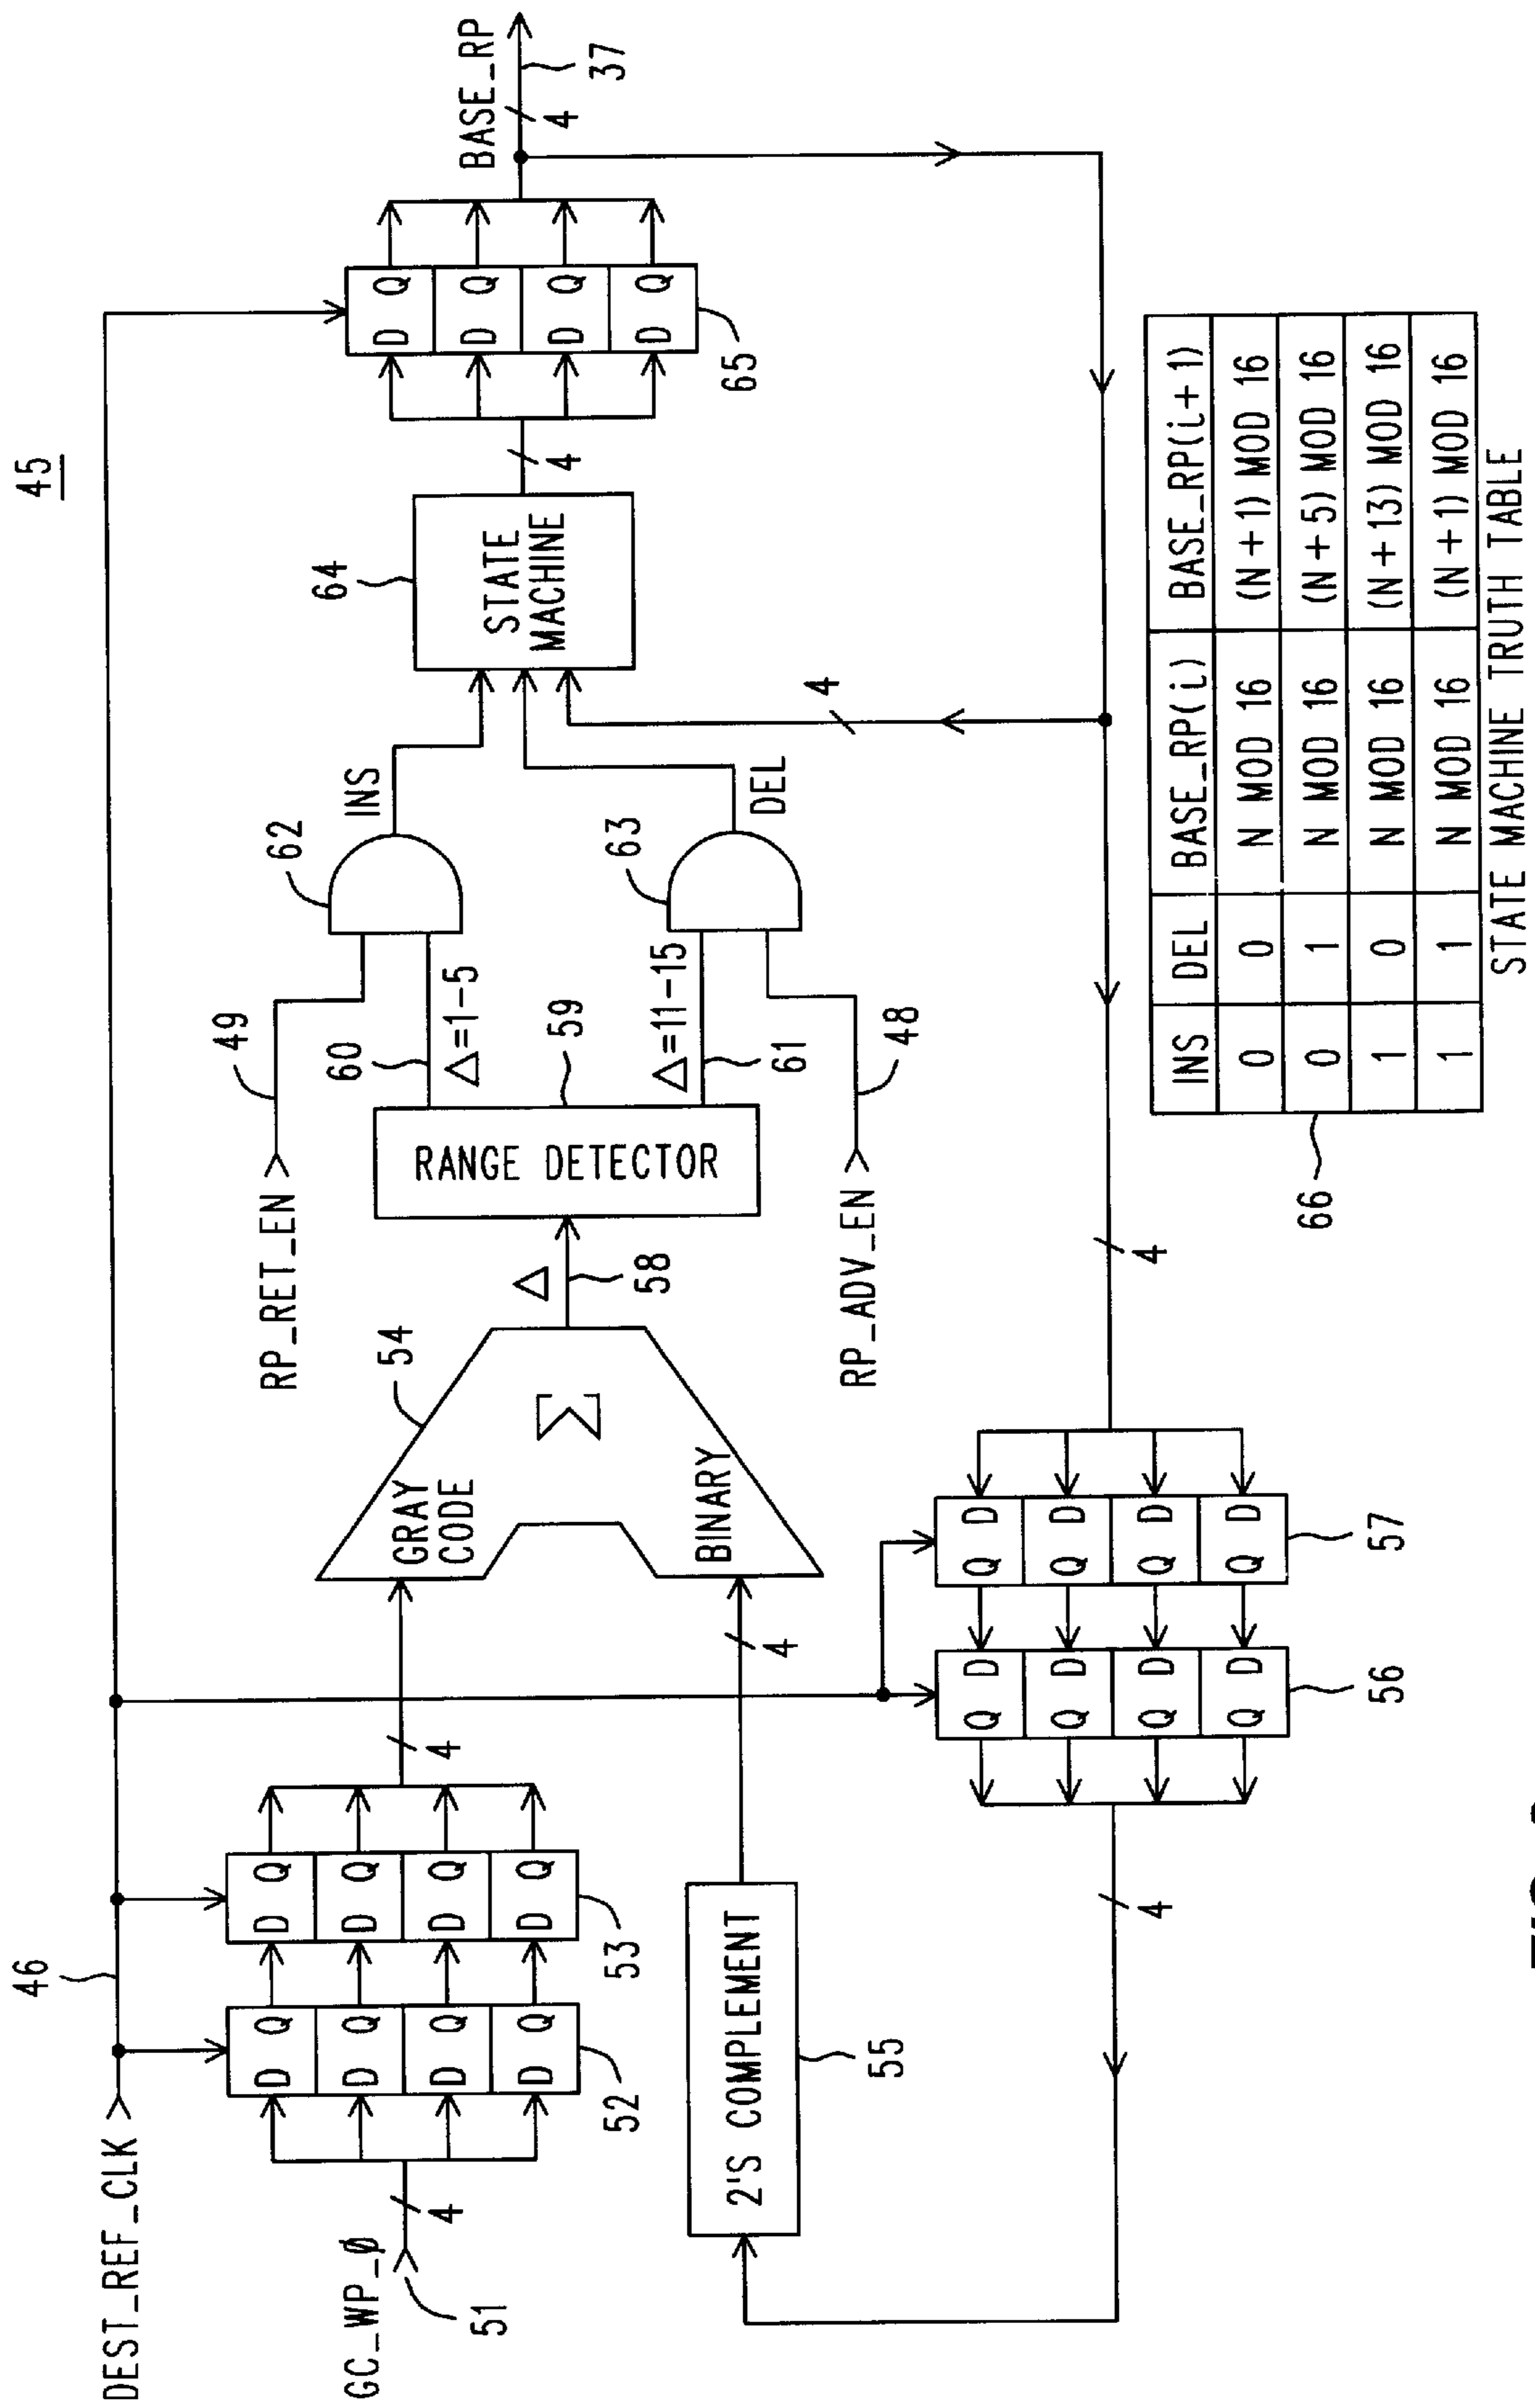 45
DEST_REF_CLK
46
GC_WP_Ø
51
4
D Q
D Q
D Q
D Q
52
D Q
D Q
D Q
D Q
53
4
GRAY
CODE
BINARY
Σ
54
2'S COMPLEMENT
55
4
Δ
58
RANGE DETECTOR
59
RP_RET_EN
49
60
Δ=1-5
Δ=11-15
61
RP_ADV_EN
48
62
INS
63
DEL
64
STATE
MACHINE
4
4
D Q
D Q
D Q
D Q
65
BASE_RP
4
37
Q D
Q D
Q D
Q D
56
Q D
Q D
Q D
Q D
57
4
4
INS DEL BASE_RP(i) BASE_RP(i+1)
0 0 N MOD 16 (N+1) MOD 16
0 1 N MOD 16 (N+5) MOD 16
1 0 N MOD 16 (N+13) MOD 16
1 1 N MOD 16 (N+1) MOD 16
66
STATE MACHINE TRUTH TABLE